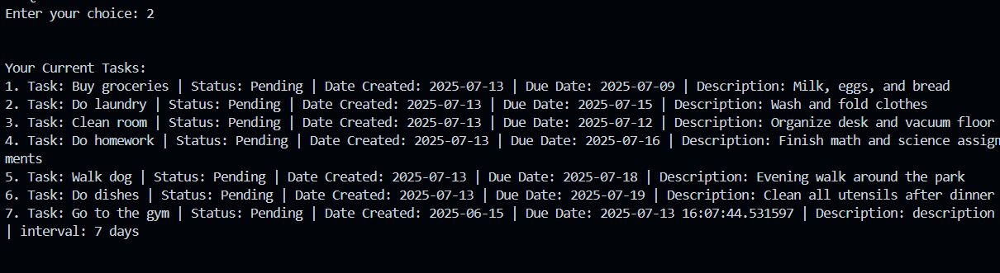 Enter your choice: 2
Your Current Tasks:
1. Task: Buy groceries | Status: Pending | Date Created: 2025-07-13 | Due Date: 2025-07-09 | Description: Milk, eggs, and bread
2. Task: Do laundry | Status: Pending | Date Created: 2025-07-13 | Due Date: 2025-07-15 | Description: Wash and fold clothes
3. Task: Clean room | Status: Pending | Date Created: 2025-07-13 | Due Date: 2025-07-12 | Description: Organize desk and vacuum floor
4. Task: Do homework | Status: Pending | Date Created: 2025-07-13 | Due Date: 2025-07-16 | Description: Finish math and science assign
ments
5. Task: Walk dog | Status: Pending | Date Created: 2025-07-13 | Due Date: 2025-07-18 | Description: Evening walk around the park
6. Task: Do dishes | Status: Pending | Date Created: 2025-07-13 | Due Date: 2025-07-19 | Description: Clean all utensils after dinner
7. Task: Go to the gym | Status: Pending | Date Created: 2025-06-15 | Due Date: 2025-07-13 16:07:44.531597 | Description: description
| interval: 7 days